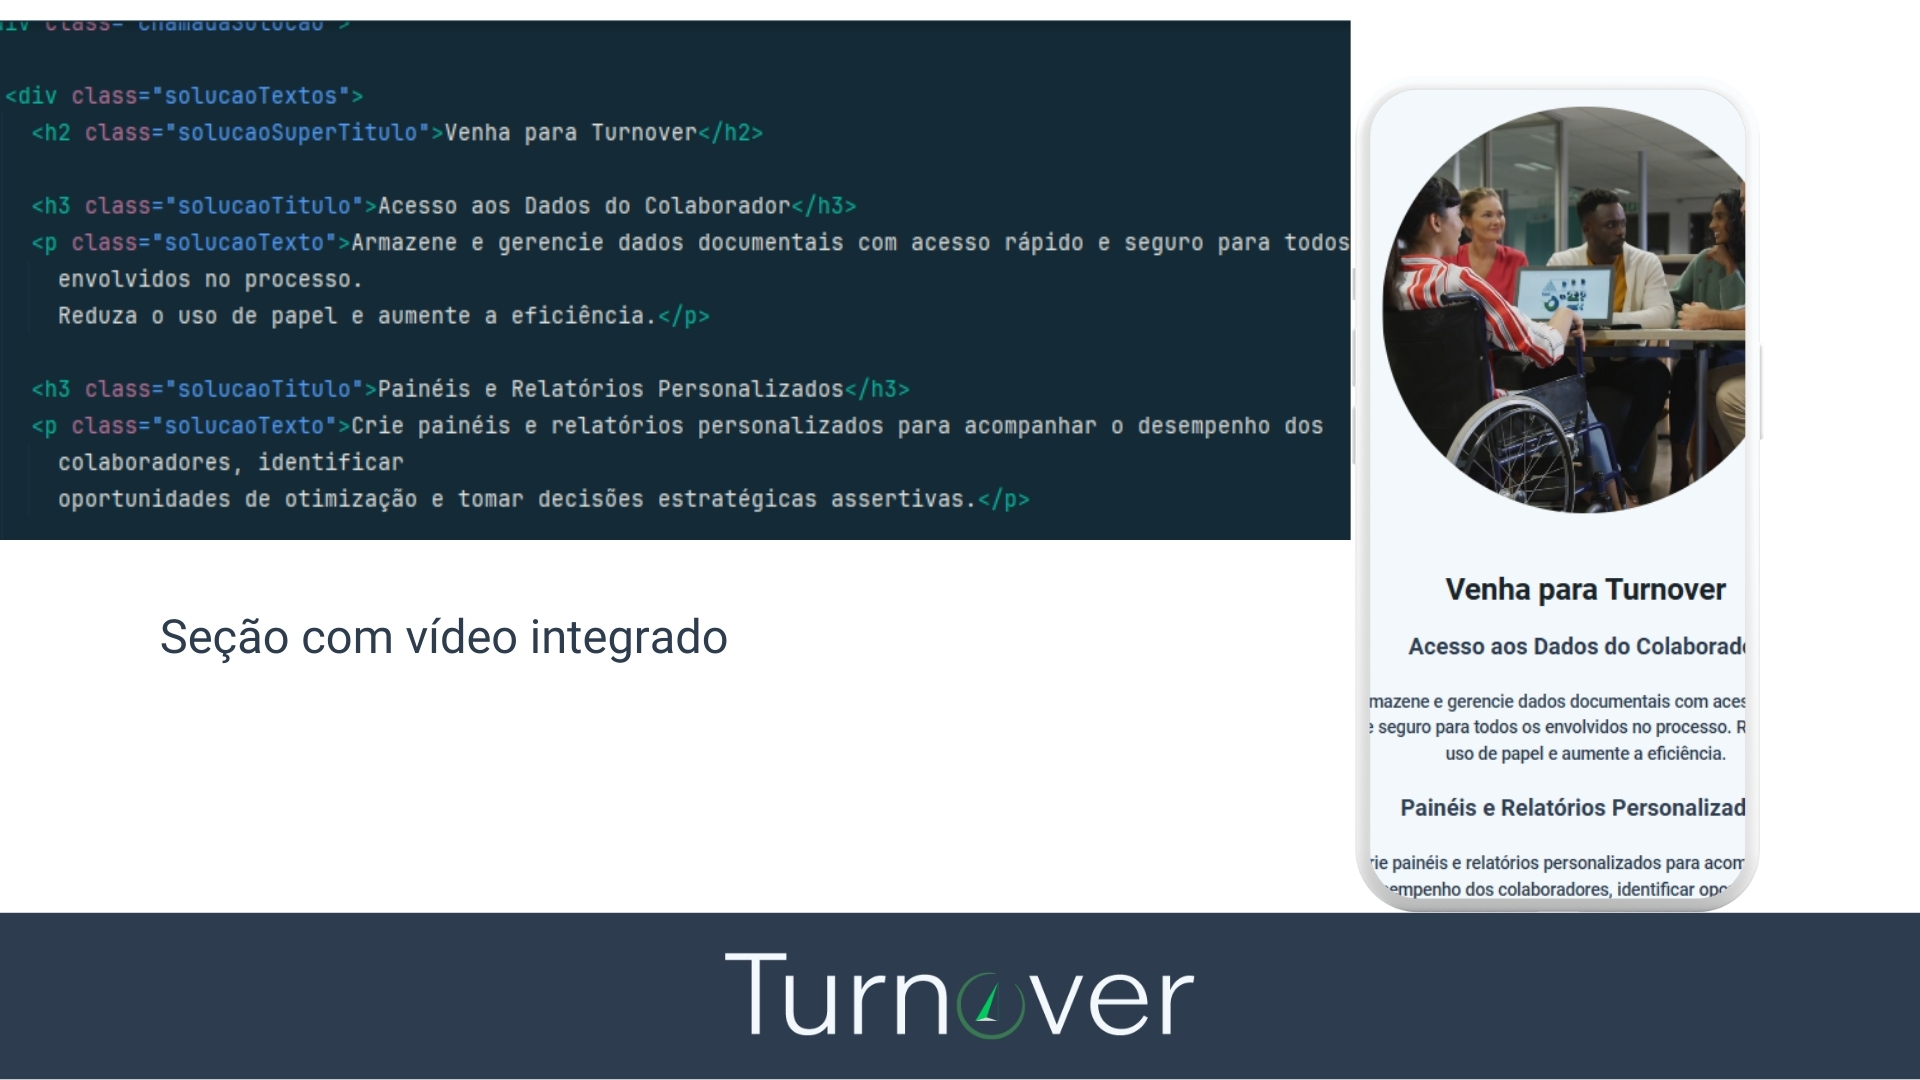 div class="chamadaSolucao">
<div class="solucaoTextos">
<h2 class="solucaoSuperTitulo">Venha para Turnover</h2>
<h3 class="solucaoTitulo">Acesso aos Dados do Colaborador</h3>
<p class="solucaoTexto">Armazene e gerencie dados documentais com acesso rápido e seguro para todos
envolvidos no processo.
Reduza o uso de papel e aumente a eficiência.</p>
<h3 class="solucaoTitulo">Painéis e Relatórios Personalizados</h3>
<p class="solucaoTexto">Crie painéis e relatórios personalizados para acompanhar o desempenho dos
colaboradores, identificar
oportunidades de otimização e tomar decisões estratégicas assertivas.</p>
Seção com vídeo integrado
Venha para Turnover
Acesso aos Dados do Colaborado
mazene e gerencie dados documentais com aces
e seguro para todos os envolvidos no processo. R
uso de papel e aumente a eficiência.
Painéis e Relatórios Personalizad
rie painéis e relatórios personalizados para acom
empenho dos colaboradores, identificar opo
Turnover